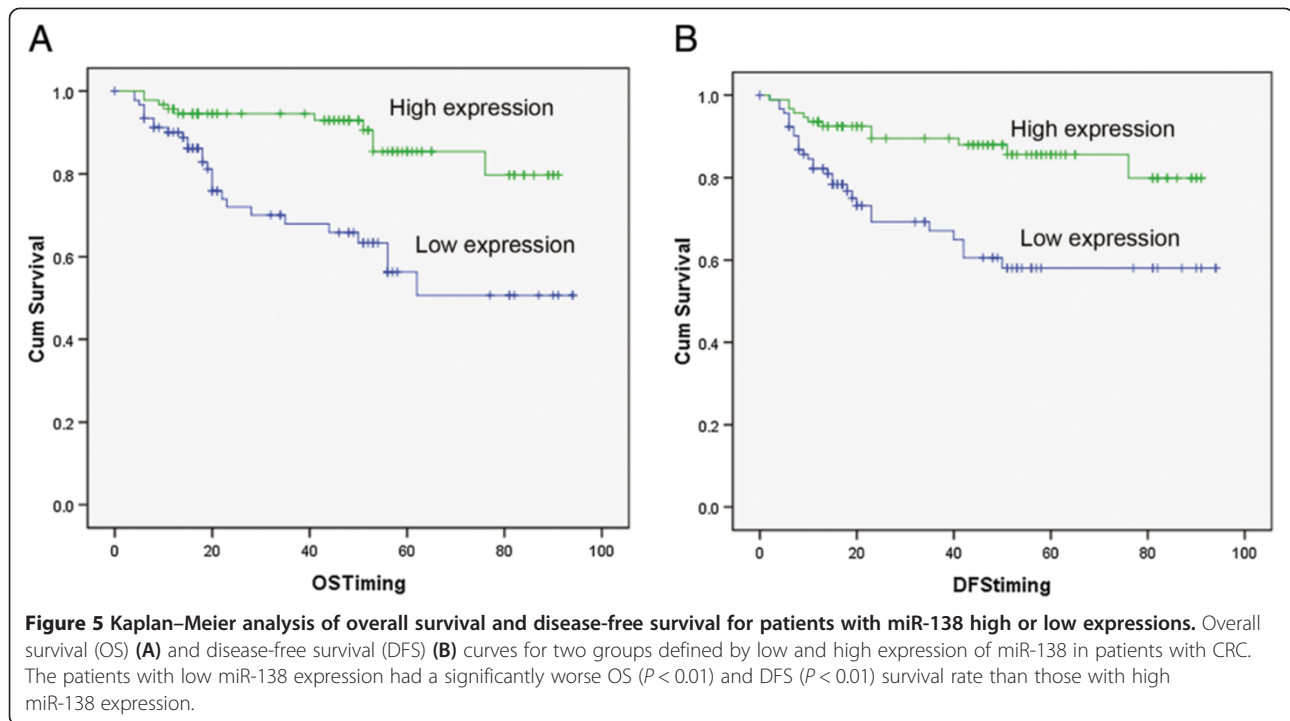 A
Cum Survival
1.0
0.8
0.6
0.4
0.2
0.0
High expression
Low expression
0 20 40 60 80 100
OSTiming
B
Cum Survival
1.0
0.8
0.6
0.4
0.2
0.0
High expression
Low expression
0 20 40 60 80 100
DFStiming
Figure 5 Kaplan–Meier analysis of overall survival and disease-free survival for patients with miR-138 high or low expressions. Overall
survival (OS) (A) and disease-free survival (DFS) (B) curves for two groups defined by low and high expression of miR-138 in patients with CRC.
The patients with low miR-138 expression had a significantly worse OS (P < 0.01) and DFS (P < 0.01) survival rate than those with high
miR-138 expression.